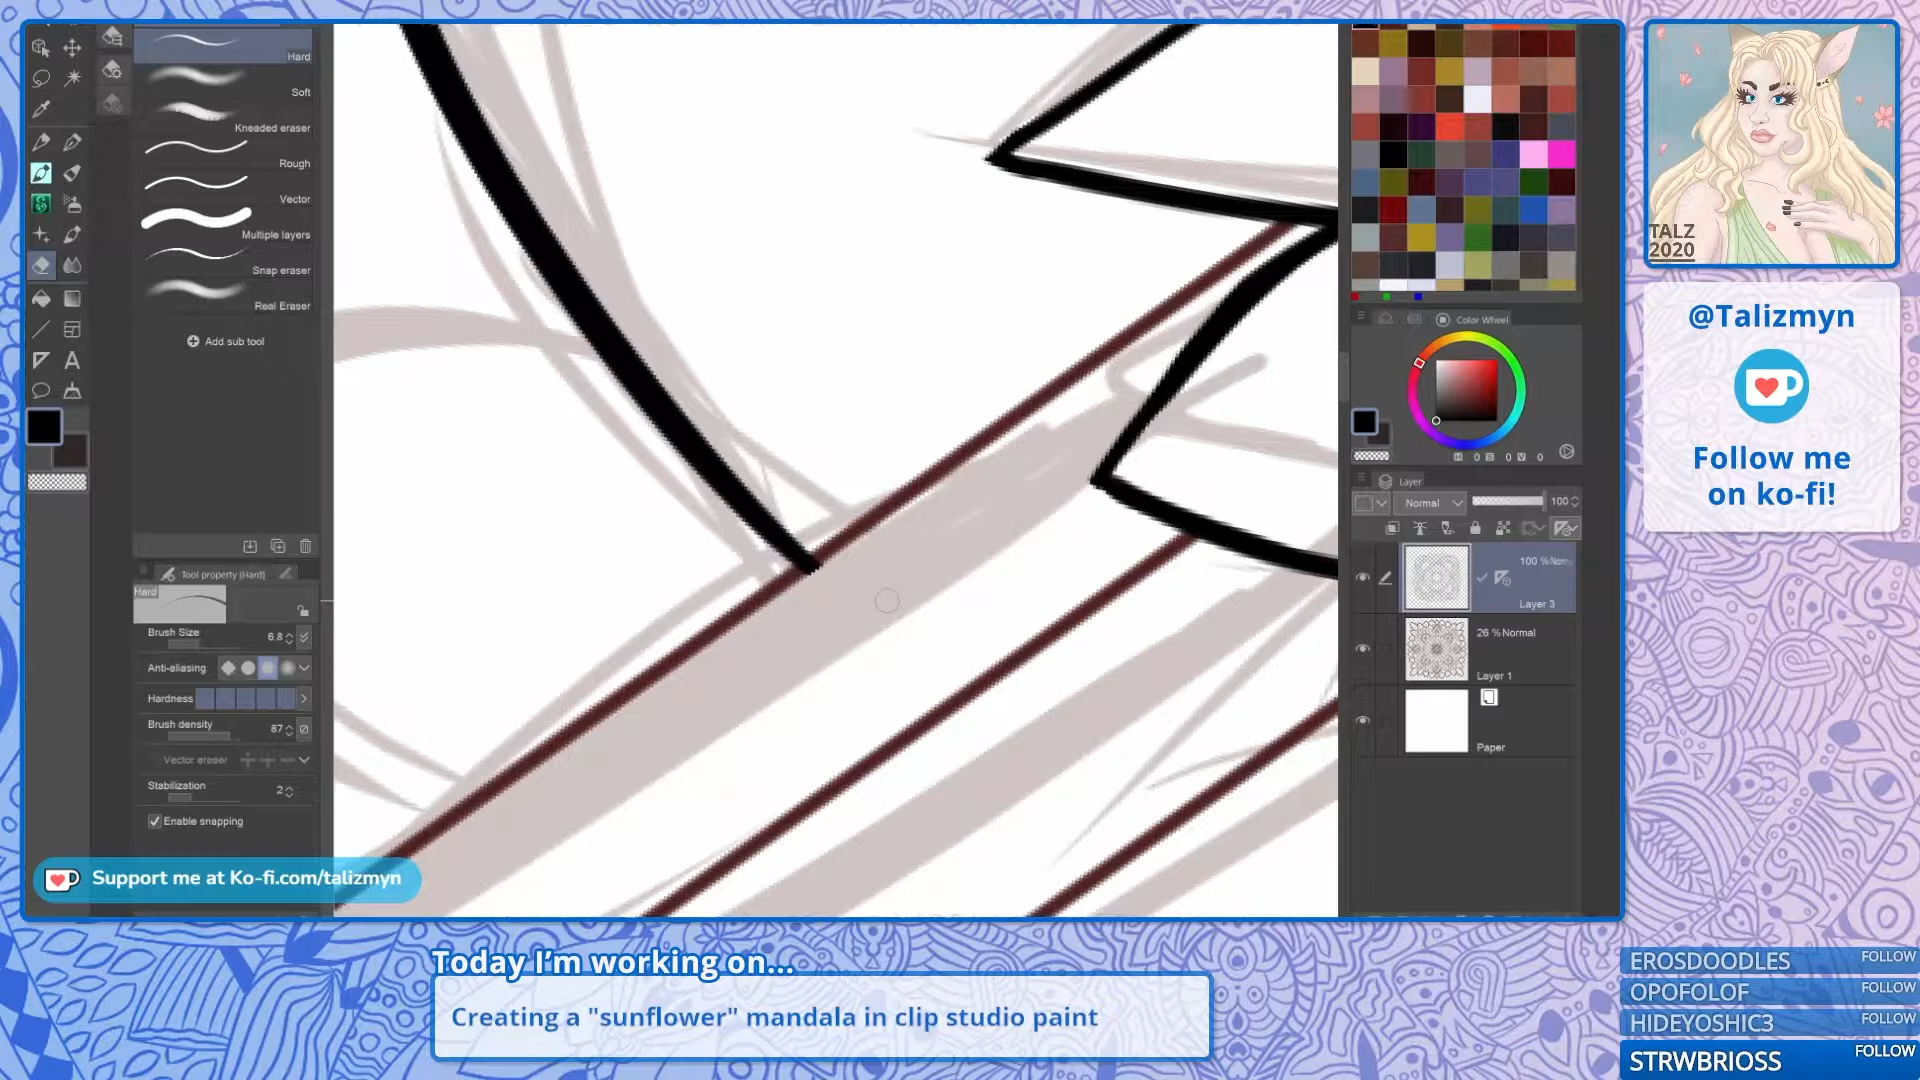 Hard
Soft
Kneaded eraser
Rough
Vector
Multiple layers
Snap eraser
Real Eraser
Add sub tool
Tool property [Hard]
Hard
Brush Size
6.8
Anti-aliasing
Hardness
Brush density
87
Vector eraser
Stabilization
2
Enable snapping
Support me at Ko-fi.com/talizmyn
A
Color Wheel
H 0 S 0 V 0
Layer
Normal
100
100 % Norm
Layer 3
26 % Normal
Layer 1
Paper
TALZ
2020
@Talizmyn
Follow me
on ko-fi!
Today I'm working on...
Creating a "sunflower" mandala in clip studio paint
EROSDOODLES FOLLOW
OPOFOLOF FOLLOW
HIDEYOSHIC3 FOLLOW
STRWBRIOSS FOLLOW